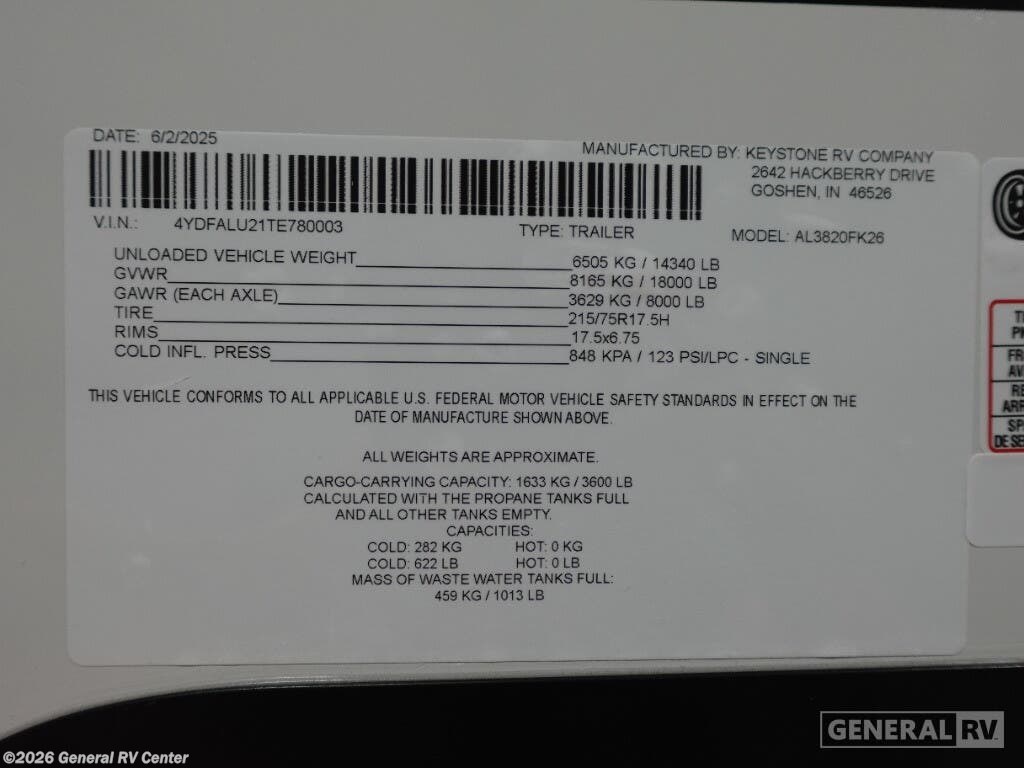 DATE: 6/2/2025
MANUFACTURED BY: KEYSTONE RV COMPANY
2642 HACKBERRY DRIVE
GOSHEN, IN 46526
V.I.N.: 4YDFALU21TE780003
TYPE: TRAILER
MODEL: AL3820FK26
UNLOADED VEHICLE WEIGHT 6505 KG / 14340 LB
GVWR 8165 KG / 18000 LB
GAWR (EACH AXLE) 3629 KG / 8000 LB
TIRE 215/75R17.5H
RIMS 17.5x6.75
COLD INFL. PRESS 848 KPA / 123 PSI/LPC - SINGLE
THIS VEHICLE CONFORMS TO ALL APPLICABLE U.S. FEDERAL MOTOR VEHICLE SAFETY STANDARDS IN EFFECT ON THE
DATE OF MANUFACTURE SHOWN ABOVE.
ALL WEIGHTS ARE APPROXIMATE.
CARGO-CARRYING CAPACITY: 1633 KG / 3600 LB
CALCULATED WITH THE PROPANE TANKS FULL
AND ALL OTHER TANKS EMPTY.
CAPACITIES:
COLD: 282 KG HOT: 0 KG
COLD: 622 LB HOT: 0 LB
MASS OF WASTE WATER TANKS FULL:
459 KG / 1013 LB
GENERAL RV
©2026 General RV Center